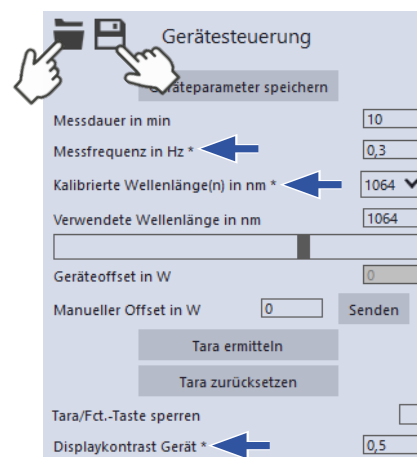 Gerätesteuerung
Geräteparameter speichern
Messdauer in min 10
Messfrequenz in Hz * 0,3
Kalibrierte Wellenlänge(n) in nm * 1064
Verwendete Wellenlänge in nm 1064
Geräteoffset in W 0
Manueller Offset in W 0 Senden
Tara ermitteln
Tara zurücksetzen
Tara/Fct.-Taste sperren
Displaykontrast Gerät * 0,5